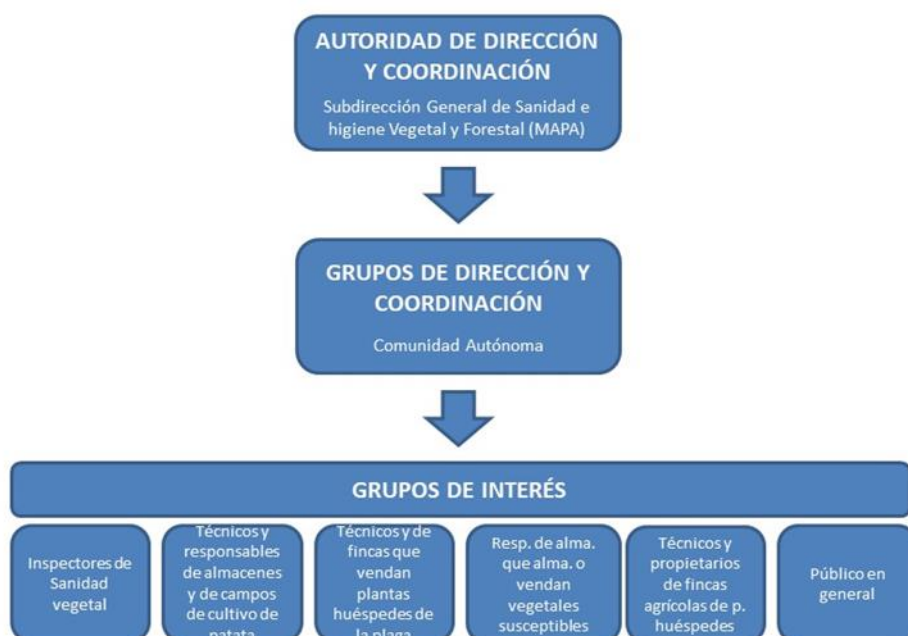 AUTORIDAD DE DIRECCIÓN
Y COORDINACIÓN
Subdirección General de Sanidad e
higiene Vegetal y Forestal (MAPA)
GRUPOS DE DIRECCIÓN Y
COORDINACIÓN
Comunidad Autónoma
GRUPOS DE INTERÉS
Inspectores de
Sanidad
vegetal
Técnicos y
responsables
de almacenes
y de campos
de cultivo de
patata
Técnicos y de
fincas que
vendan
plantas
huéspedes de
la plaga
Resp. de alma.
que alma. o
vendan
vegetales
susceptibles
Técnicos y
propietarios
de fincas
agrícolas de p.
huéspedes
Público en
general